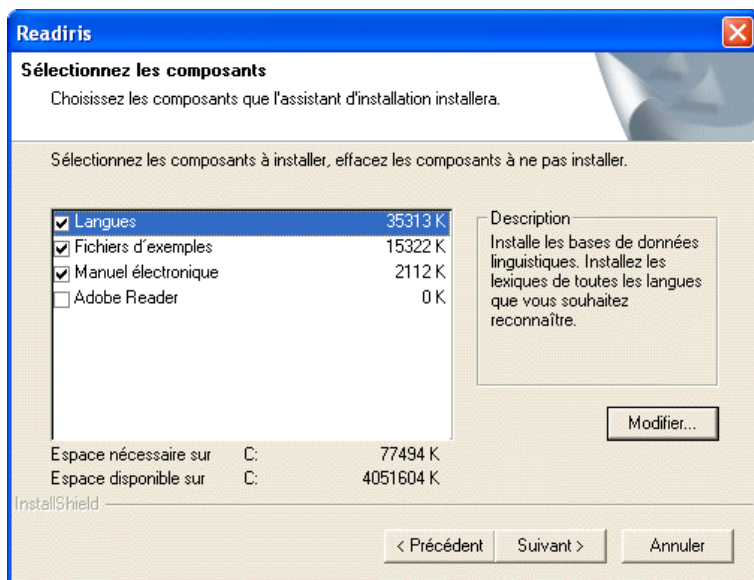 Readiris
Sélectionnez les composants
Choisissez les composants que l'assistant d'installation installera.
Sélectionnez les composants à installer, effacez les composants à ne pas installer.
Langues 35313 K
Fichiers d´exemples 15322 K
Manuel électronique 2112 K
Adobe Reader 0 K
Description
Installe les bases de données
linguistiques. Installez les
lexiques de toutes les langues
que vous souhaitez
reconnaître.
Modifier...
Espace nécessaire sur C: 77494 K
Espace disponible sur C: 4051604 K
InstallShield
< Précédent Suivant > Annuler